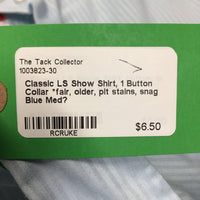 The Tack Collector
1003823-30
Classic LS Show Shirt, 1 Button
Collar *fair, older, pit stains, snag
Blue Med?
RCRUKE
$6.50